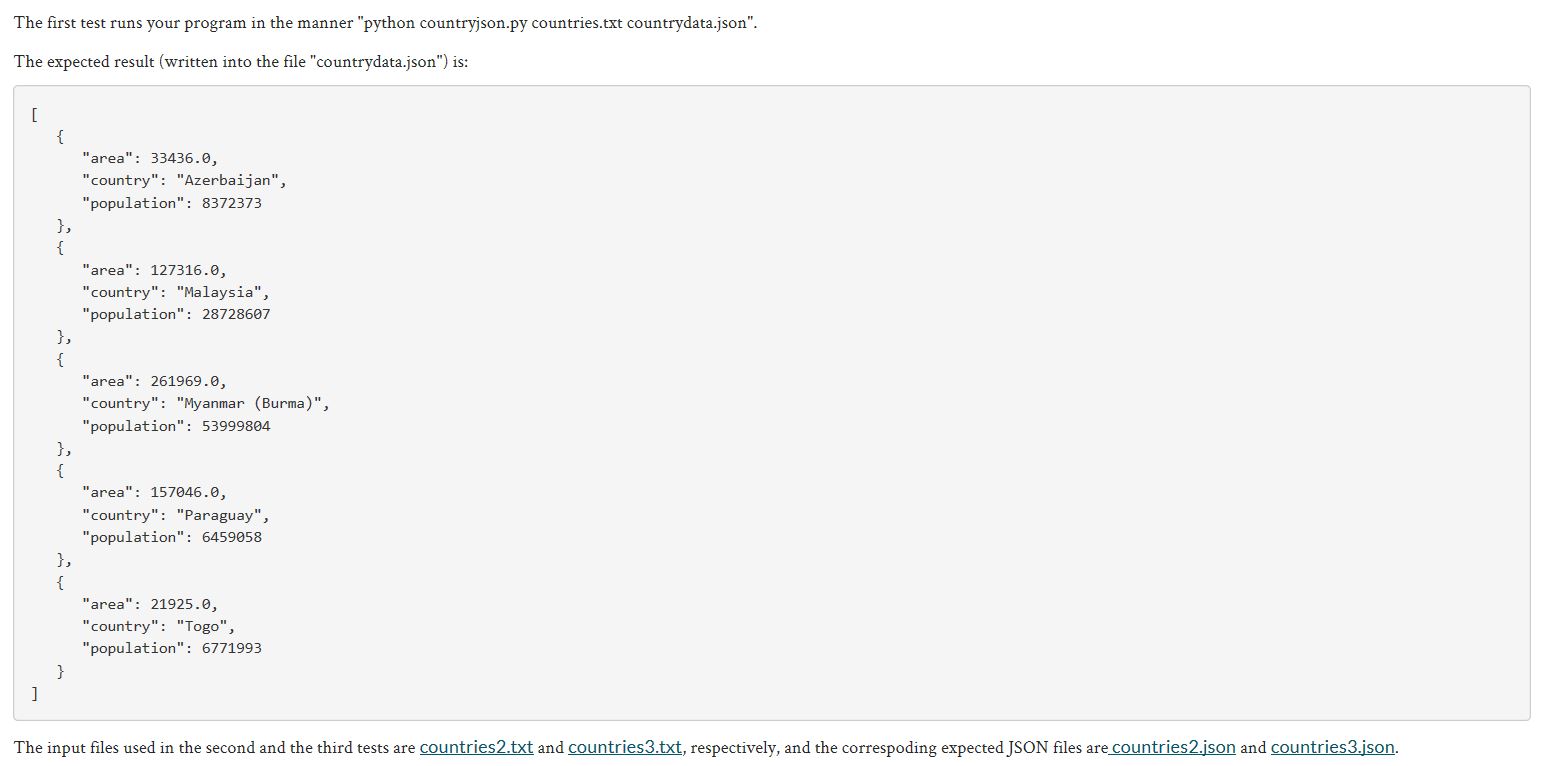 The first test runs your program in the manner "python countryjson.py countries.txt countrydata.json".
The expected result (written into the file "countrydata.json") is:
[
   {
      "area": 33436.0,
      "country": "Azerbaijan",
      "population": 8372373
   },
   {
      "area": 127316.0,
      "country": "Malaysia",
      "population": 28728607
   },
   {
      "area": 261969.0,
      "country": "Myanmar (Burma)",
      "population": 53999804
   },
   {
      "area": 157046.0,
      "country": "Paraguay",
      "population": 6459058
   },
   {
      "area": 21925.0,
      "country": "Togo",
      "population": 6771993
   }
]
The input files used in the second and the third tests are countries2.txt and countries3.txt, respectively, and the correspoding expected JSON files are countries2.json and countries3.json.